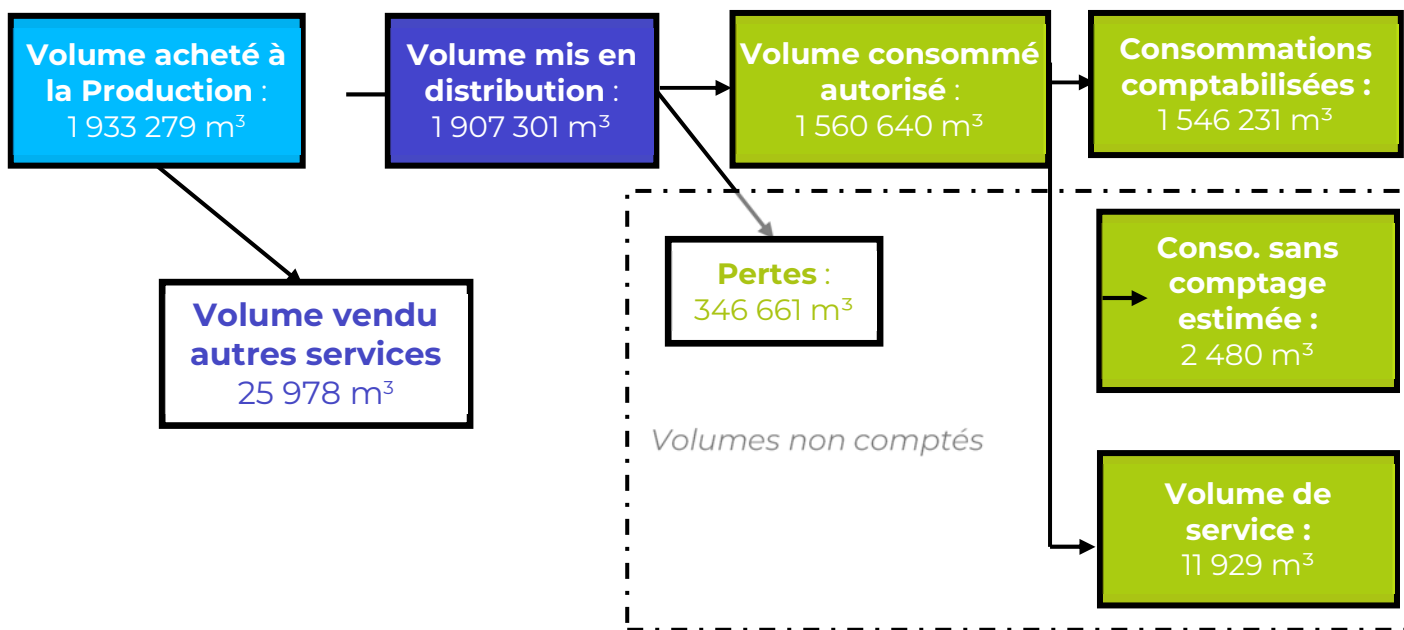 Volume acheté à
la Production :
1 933 279 m³
Volume mis en
distribution :
1 907 301 m³
Volume consommé
autorisé :
1 560 640 m³
Consommations
comptabilisées :
1 546 231 m³
Volume vendu
autres services
25 978 m³
Pertes :
346 661 m³
Conso. sans
comptage
estimée :
2 480 m³
Volumes non comptés
Volume de
service :
11 929 m³